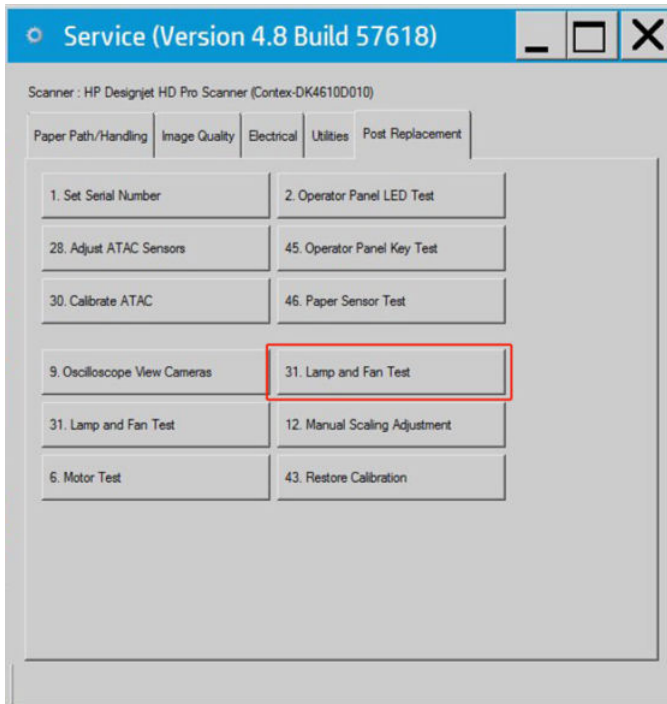 Service (Version 4.8 Build 57618)
Scanner : HP Designjet HD Pro Scanner (Contex-DK4610D010)
Paper Path/Handling Image Quality Electrical Utilities Post Replacement
1. Set Serial Number 2. Operator Panel LED Test
28. Adjust ATAC Sensors 45. Operator Panel Key Test
30. Calibrate ATAC 46. Paper Sensor Test
9. Oscilloscope View Cameras 31. Lamp and Fan Test
31. Lamp and Fan Test 12. Manual Scaling Adjustment
6. Motor Test 43. Restore Calibration